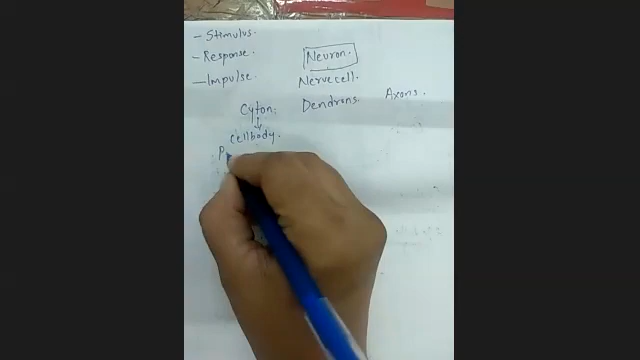 - Stimulus.
- Response.
Neuron.
- Impulse
Nervecell.
Cyton.
Dendrons.
Axons.
↓
cellbody.
P